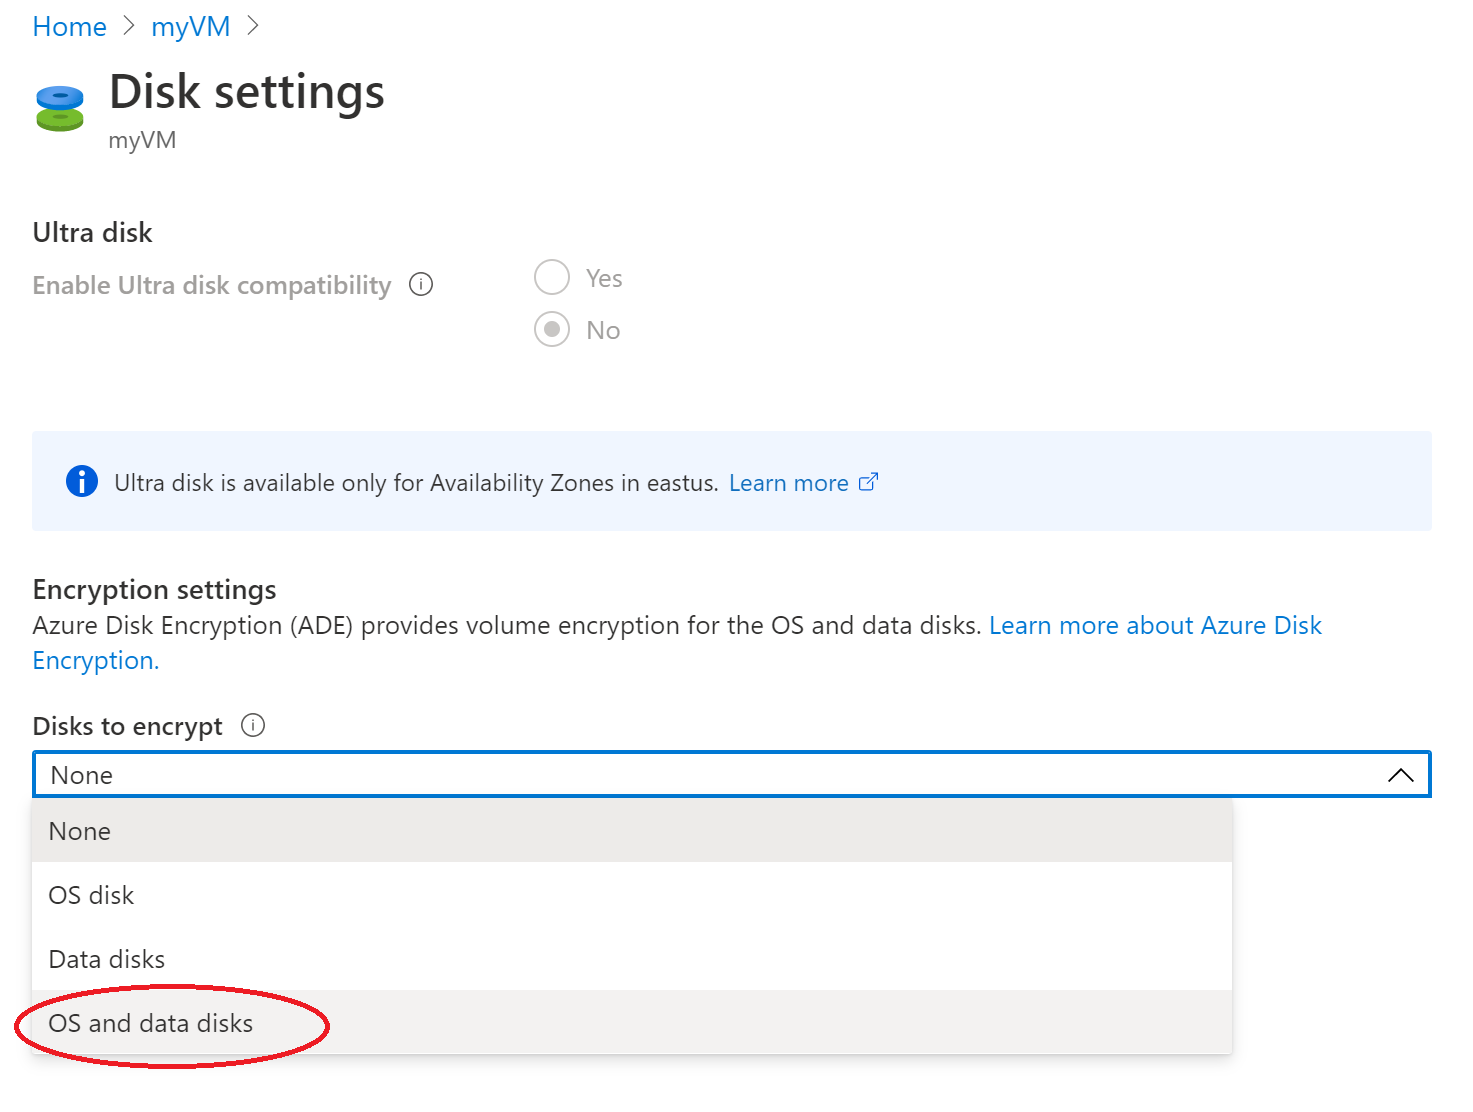 Home > myVM >
Disk settings
myVM
Ultra disk
Enable Ultra disk compatibility
Yes
No
Ultra disk is available only for Availability Zones in eastus. Learn more
Encryption settings
Azure Disk Encryption (ADE) provides volume encryption for the OS and data disks. Learn more about Azure Disk
Encryption.
Disks to encrypt
None
None
OS disk
Data disks
OS and data disks